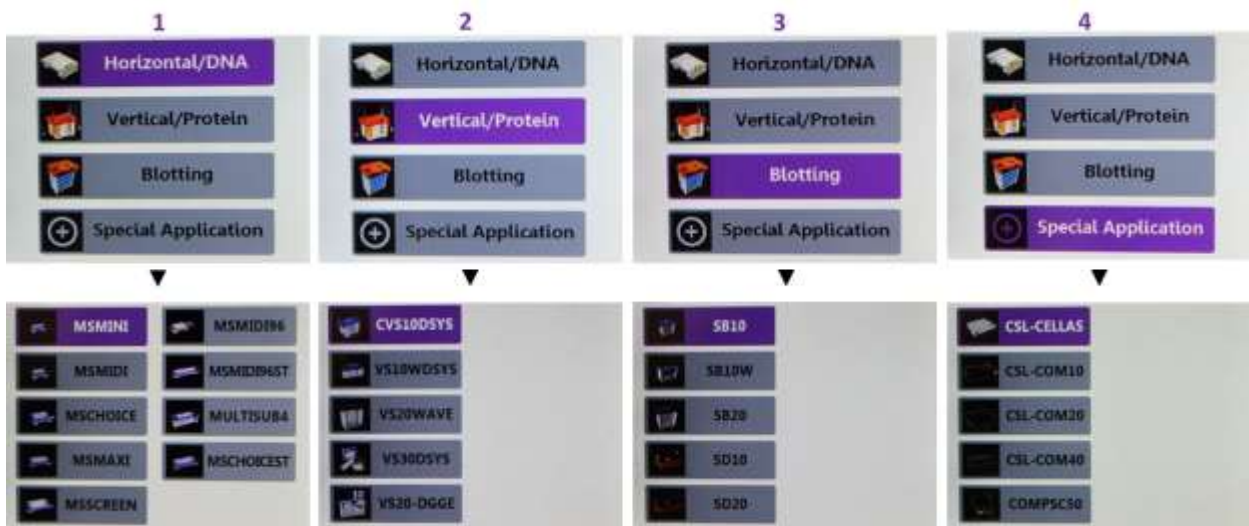 1
Horizontal/DNA
Vertical/Protein
Blotting
Special Application
2
Horizontal/DNA
Vertical/Protein
Blotting
Special Application
3
Horizontal/DNA
Vertical/Protein
Blotting
Special Application
4
Horizontal/DNA
Vertical/Protein
Blotting
Special Application
MSMINI
MSMIDI
MSCHOICE
MSMAXI
MSSCREEN
MSMIDI96
MSMIDI96ST
MULTISUB4
MSCHOICEST
CVS10DSYS
VS10WDSYS
VS20WAVE
VS30DSYS
VS20-DGGE
SB10
SB10W
SB20
SD10
SD20
CSL-CELLAS
CSL-COM10
CSL-COM20
CSL-COM40
COMPSC50